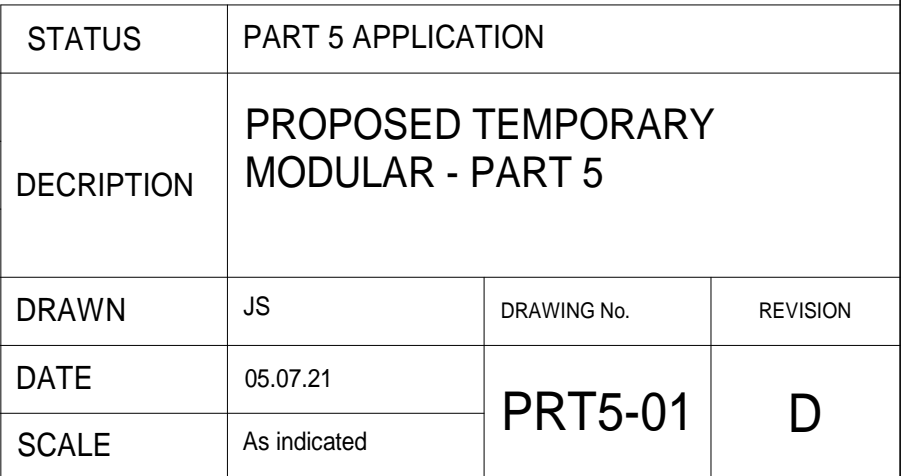 STATUS PART 5 APPLICATION
DECRIPTION PROPOSED TEMPORARY
MODULAR - PART 5
DRAWN JS DRAWING No. REVISION
DATE 05.07.21 PRT5-01 D
SCALE As indicated